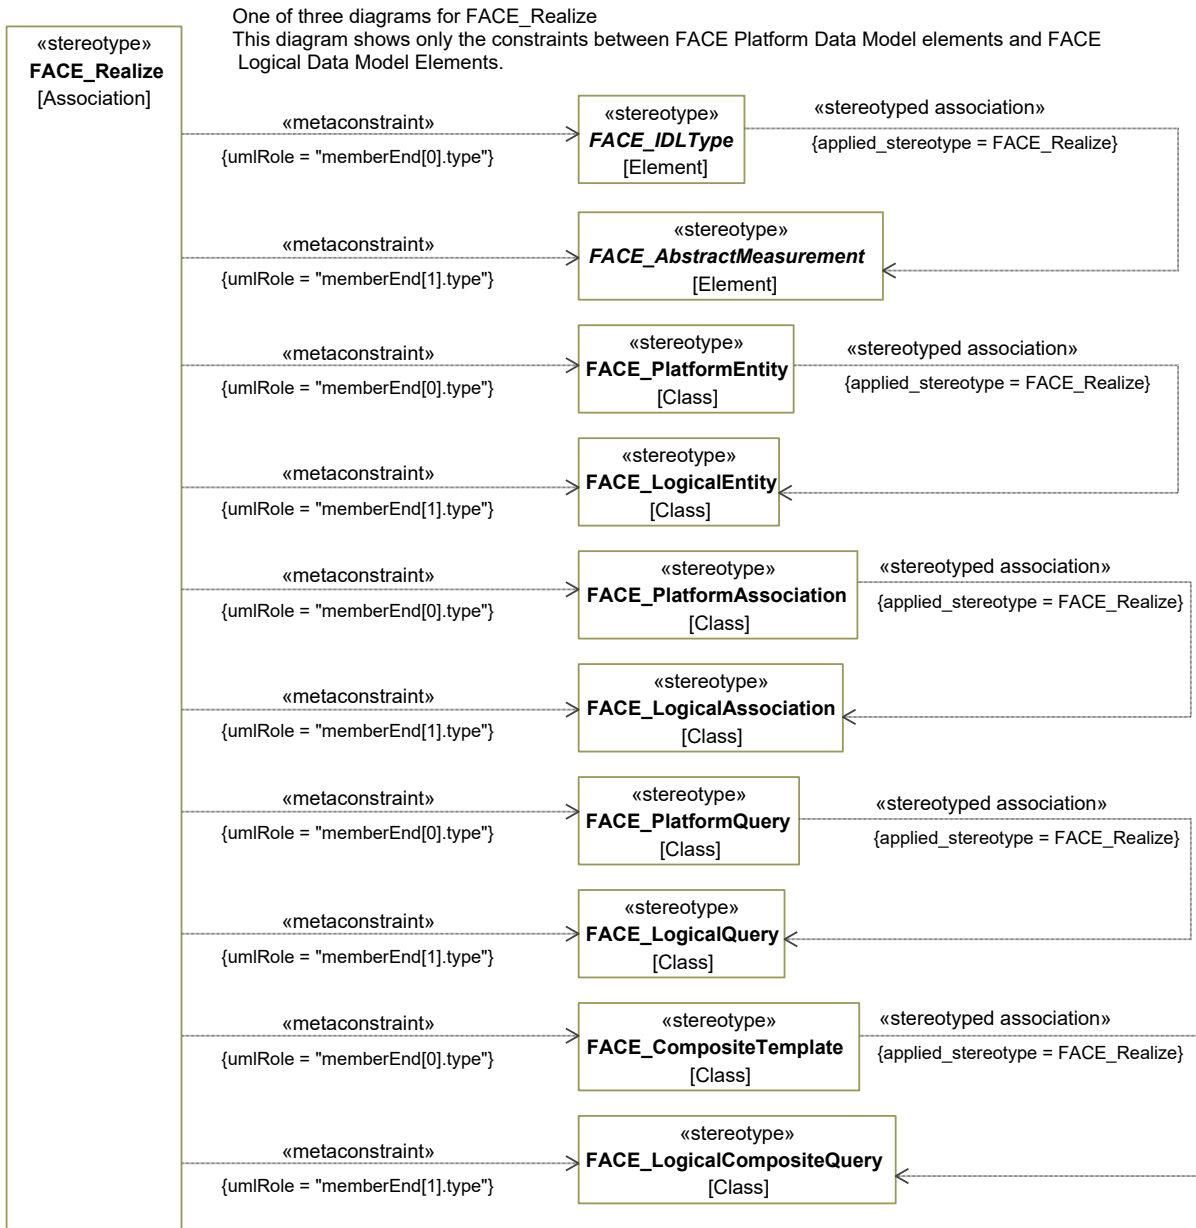 One of three diagrams for FACE_Realize
This diagram shows only the constraints between FACE Platform Data Model elements and FACE
Logical Data Model Elements.
«stereotype»
FACE_Realize
[Association]
«metaconstraint»
{umlRole = "memberEnd[0].type"}
«stereotype»
FACE_IDLType
[Element]
«stereotyped association»
{applied_stereotype = FACE_Realize}
«metaconstraint»
{umlRole = "memberEnd[1].type"}
«stereotype»
FACE_AbstractMeasurement
[Element]
«metaconstraint»
{umlRole = "memberEnd[0].type"}
«stereotype»
FACE_PlatformEntity
[Class]
«stereotyped association»
{applied_stereotype = FACE_Realize}
«metaconstraint»
{umlRole = "memberEnd[1].type"}
«stereotype»
FACE_LogicalEntity
[Class]
«metaconstraint»
{umlRole = "memberEnd[0].type"}
«stereotype»
FACE_PlatformAssociation
[Class]
«stereotyped association»
{applied_stereotype = FACE_Realize}
«metaconstraint»
{umlRole = "memberEnd[1].type"}
«stereotype»
FACE_LogicalAssociation
[Class]
«metaconstraint»
{umlRole = "memberEnd[0].type"}
«stereotype»
FACE_PlatformQuery
[Class]
«stereotyped association»
{applied_stereotype = FACE_Realize}
«metaconstraint»
{umlRole = "memberEnd[1].type"}
«stereotype»
FACE_LogicalQuery
[Class]
«metaconstraint»
{umlRole = "memberEnd[0].type"}
«stereotype»
FACE_CompositeTemplate
[Class]
«stereotyped association»
{applied_stereotype = FACE_Realize}
«metaconstraint»
{umlRole = "memberEnd[1].type"}
«stereotype»
FACE_LogicalCompositeQuery
[Class]